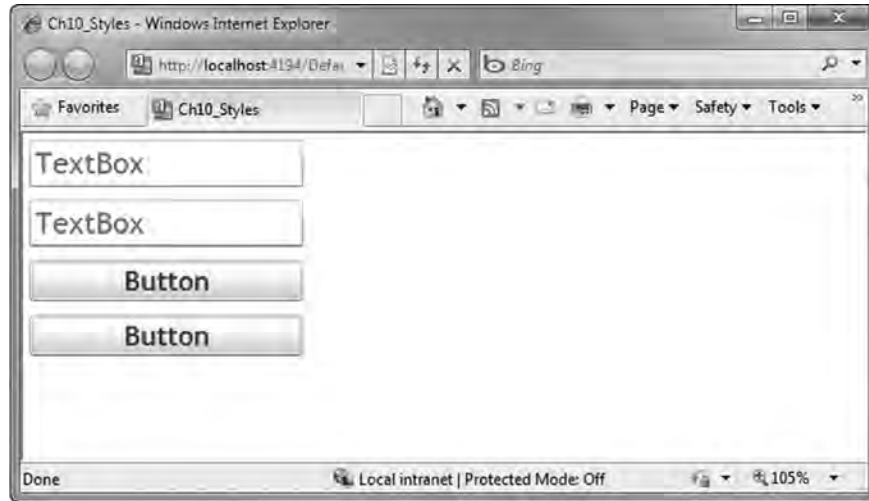 Ch10_Styles - Windows Internet Explorer
http://localhost:4194/Defau Bing
Favorites Ch10_Styles Page Safety Tools »
TextBox
TextBox
Button
Button
Done Local intranet | Protected Mode: Off 105%